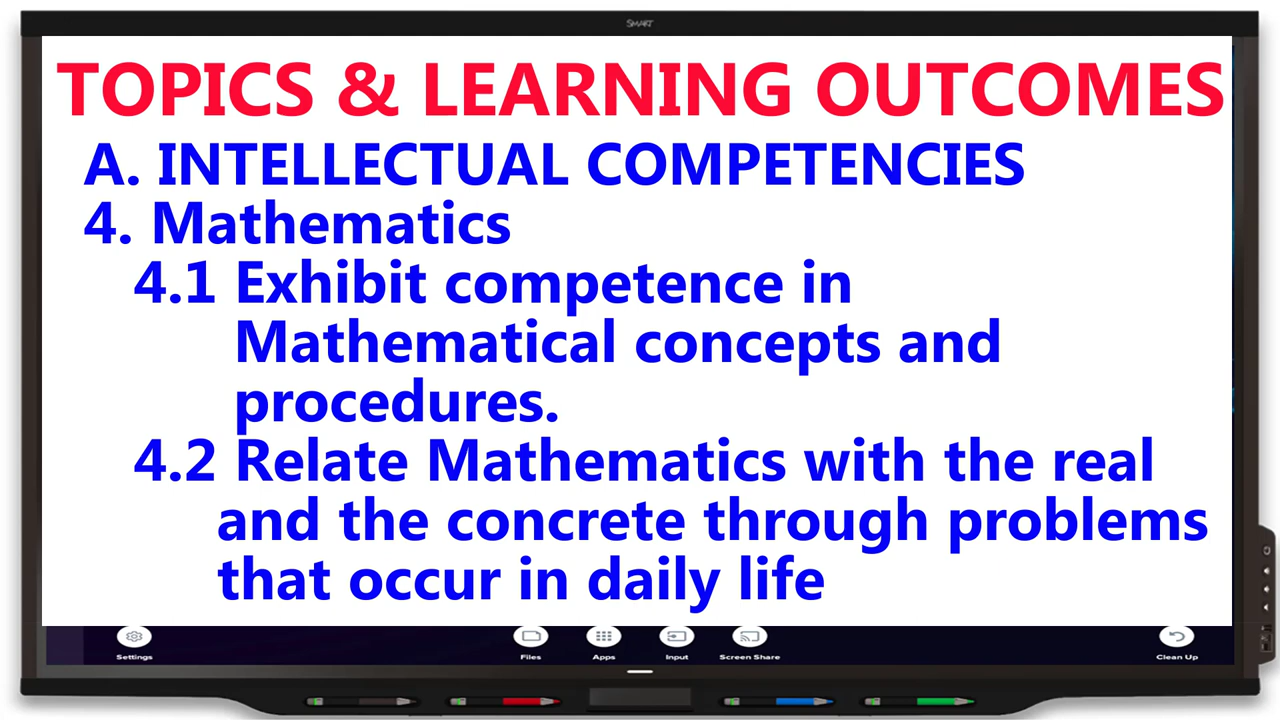 SMART
TOPICS & LEARNING OUTCOMES
A. INTELLECTUAL COMPETENCIES
4. Mathematics
4.1 Exhibit competence in
Mathematical concepts and
procedures.
4.2 Relate Mathematics with the real
and the concrete through problems
that occur in daily life
Settings
Files
Apps
Input
Screen Share
Clean Up